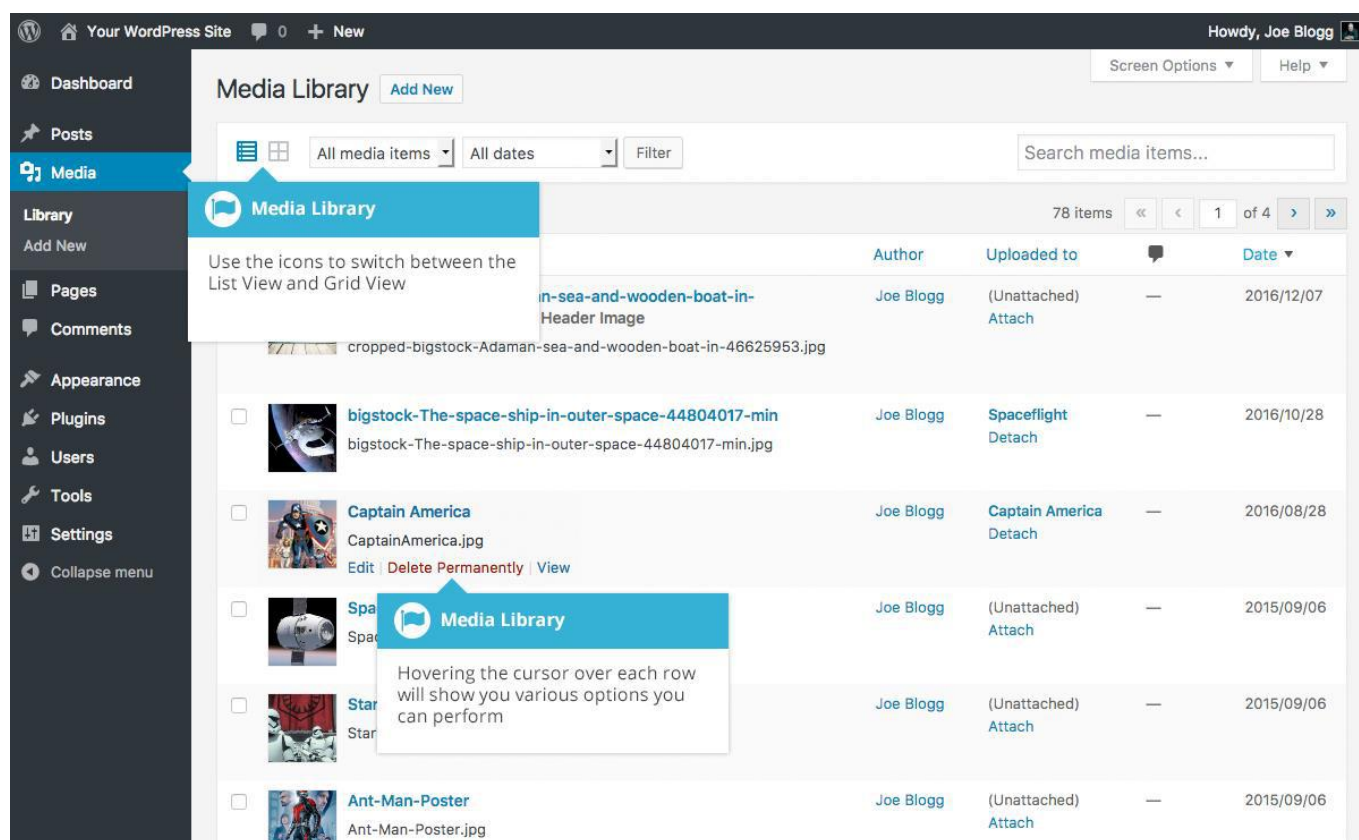 Your WordPress Site 0 + New Howdy, Joe Blogg
Screen Options ▼ Help ▼
Dashboard
Posts
Media
Library
Add New
Pages
Comments
Appearance
Plugins
Users
Tools
Settings
Collapse menu
Media Library Add New
All media items All dates Filter Search media items...
Media Library
Use the icons to switch between the
List View and Grid View
78 items « ‹ 1 of 4 › »
Author Uploaded to Date ▼
n-sea-and-wooden-boat-in- Joe Blogg (Unattached) — 2016/12/07
Header Image Attach
cropped-bigstock-Adaman-sea-and-wooden-boat-in-46625953.jpg
bigstock-The-space-ship-in-outer-space-44804017-min Joe Blogg Spaceflight — 2016/10/28
Detach
bigstock-The-space-ship-in-outer-space-44804017-min.jpg
Captain America Joe Blogg Captain America — 2016/08/28
Detach
CaptainAmerica.jpg
Edit | Delete Permanently | View
Spa Joe Blogg (Unattached) — 2015/09/06
Attach
Spac
Media Library
Hovering the cursor over each row
will show you various options you
can perform
Star Joe Blogg (Unattached) — 2015/09/06
Attach
Star
Ant-Man-Poster Joe Blogg (Unattached) — 2015/09/06
Attach
Ant-Man-Poster.jpg